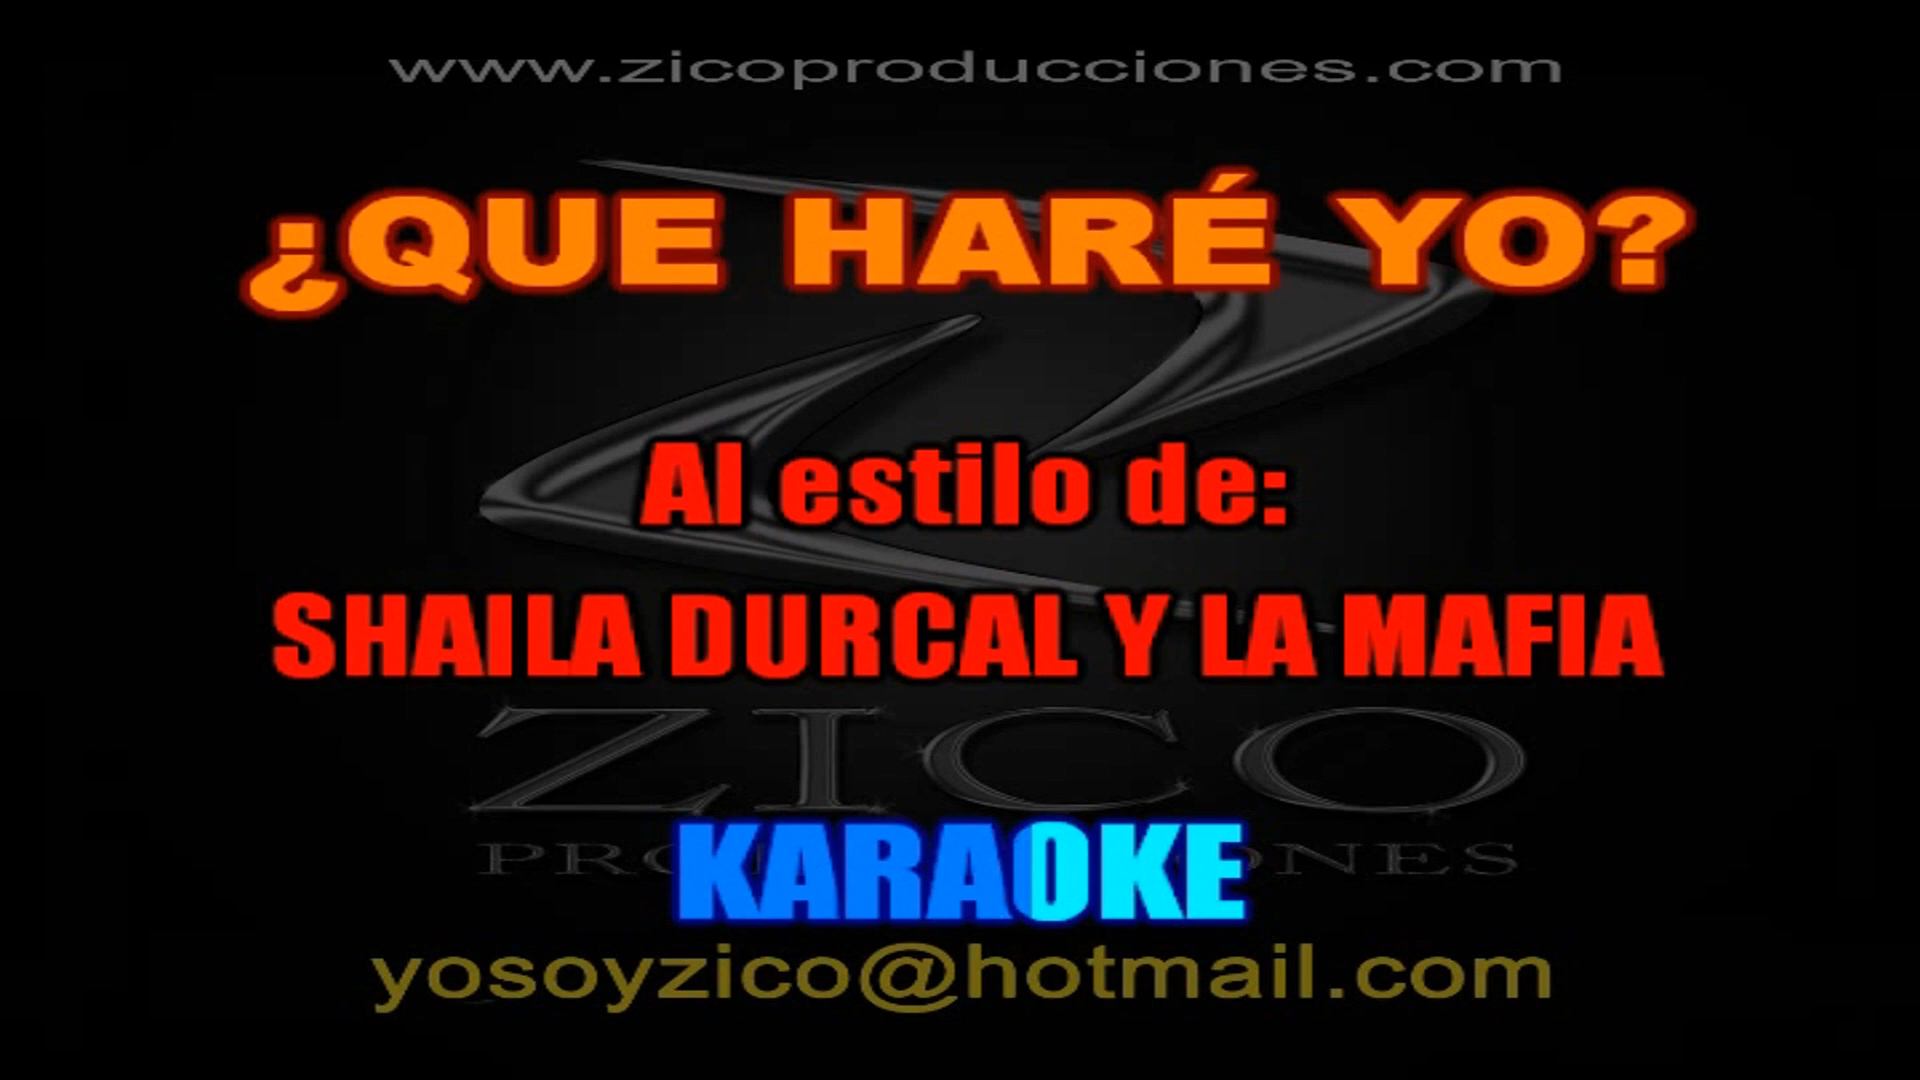 www.zicoproducciones.com
¿QUE HARÉ YO?
Al estilo de:
SHAILA DURCAL Y LA MAFIA
ZICO
KARAOKE
yosoyzico@hotmail.com